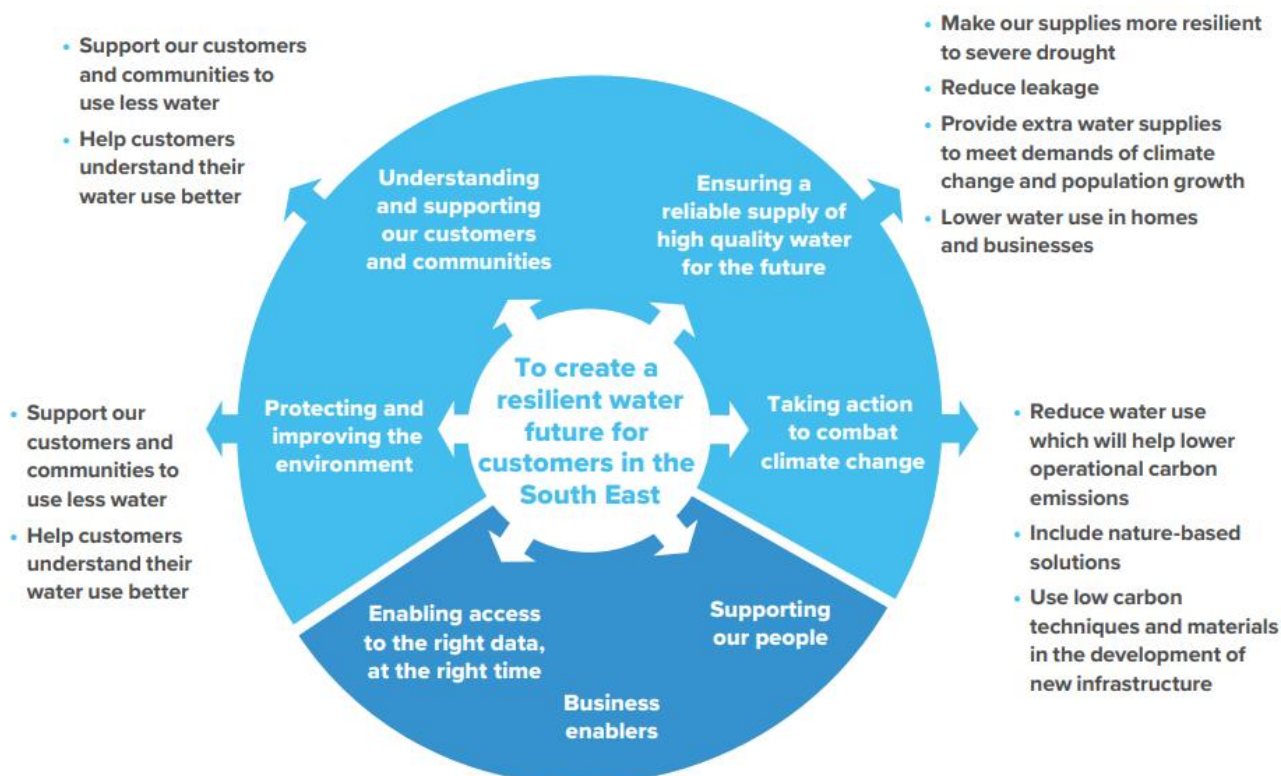 • Support our customers
and communities to
use less water
• Help customers
understand their
water use better
• Make our supplies more resilient
to severe drought
• Reduce leakage
• Provide extra water supplies
to meet demands of climate
change and population growth
• Lower water use in homes
and businesses
Understanding
and supporting
our customers
and communities
Ensuring a
reliable supply of
high quality water
for the future
• Support our
customers and
communities to
use less water
• Help customers
understand their
water use better
Protecting and
improving the
environment
To create a
resilient water
future for
customers in the
South East
Taking action
to combat
climate change
• Reduce water use
which will help lower
operational carbon
emissions
• Include nature-based
solutions
• Use low carbon
techniques and materials
in the development of
new infrastructure
Enabling access
to the right data,
at the right time
Supporting
our people
Business
enablers